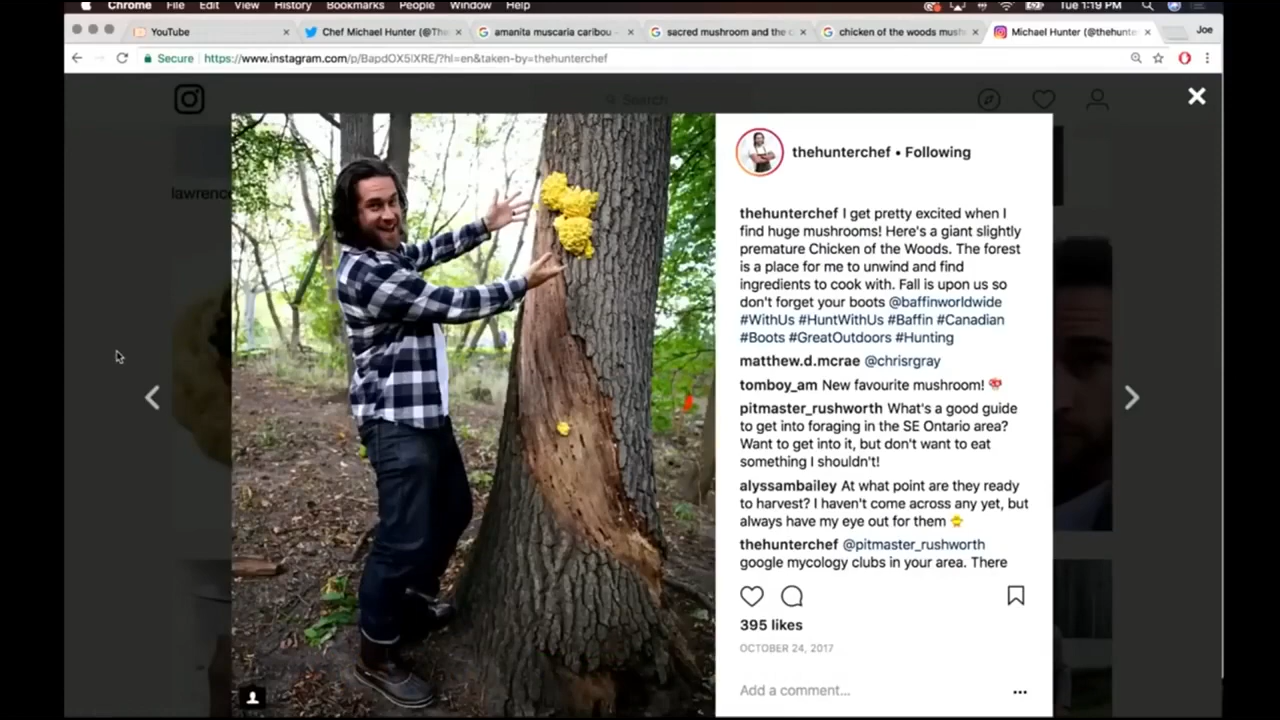 Chrome File Edit View History Bookmarks People Window Help Tue 1:19 PM
YouTube Chef Michael Hunter (@The amanita muscaria caribou - sacred mushroom and the c chicken of the woods mush Michael Hunter (@thehunter Joe
Secure https://www.instagram.com/p/BapdOX5lXRE/?hl=en&taken-by=thehunterchef
Search
lawrence
thehunterchef • Following
thehunterchef I get pretty excited when I
find huge mushrooms! Here's a giant slightly
premature Chicken of the Woods. The forest
is a place for me to unwind and find
ingredients to cook with. Fall is upon us so
don't forget your boots @baffinworldwide
#WithUs #HuntWithUs #Baffin #Canadian
#Boots #GreatOutdoors #Hunting
matthew.d.mcrae @chrisrgray
tomboy_am New favourite mushroom! 🍄
pitmaster_rushworth What's a good guide
to get into foraging in the SE Ontario area?
Want to get into it, but don't want to eat
something I shouldn't!
alyssambailey At what point are they ready
to harvest? I haven't come across any yet, but
always have my eye out for them 🐥
thehunterchef @pitmaster_rushworth
google mycology clubs in your area. There
395 likes
OCTOBER 24, 2017
Add a comment...